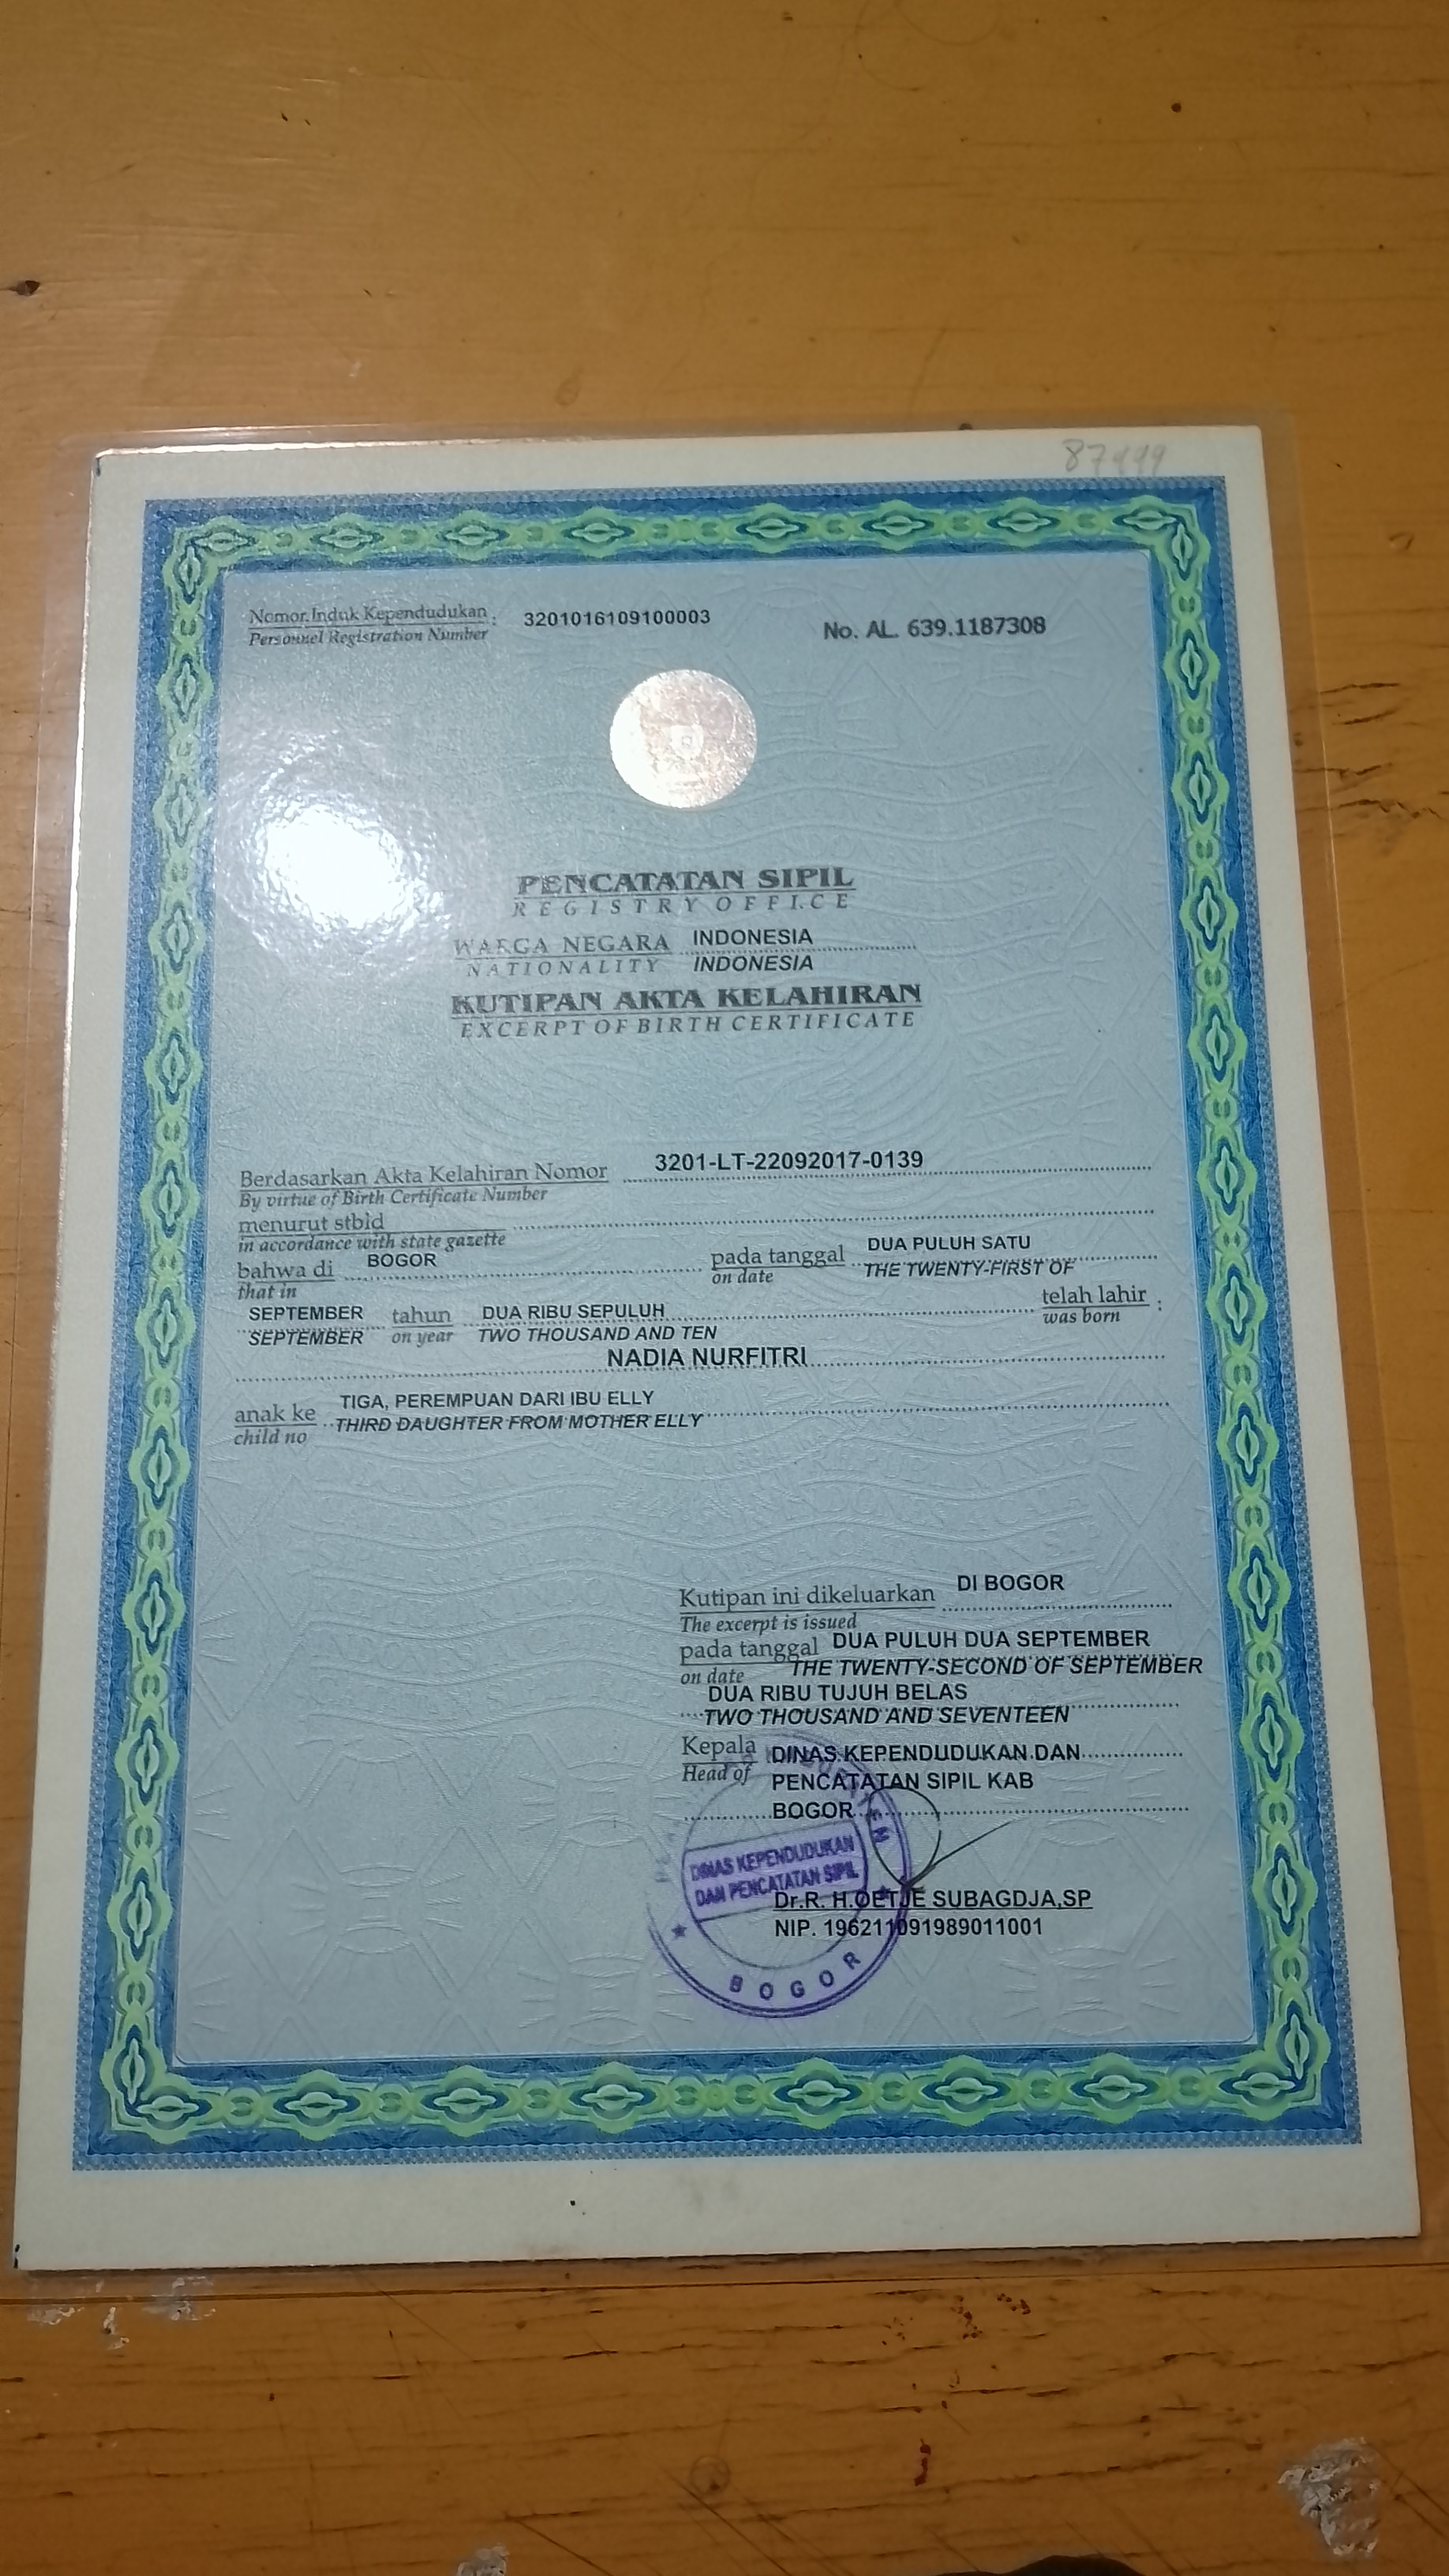 87999
Nomor Induk Kependudukan : 3201016109100003
Personnel Registration Number
No. AL. 639.1187308
PENCATATAN SIPIL
REGISTRY OFFICE
WARGA NEGARA INDONESIA
NATIONALITY INDONESIA
KUTIPAN AKTA KELAHIRAN
EXCERPT OF BIRTH CERTIFICATE
Berdasarkan Akta Kelahiran Nomor 3201-LT-22092017-0139
By virtue of Birth Certificate Number
menurut stbld
in accordance with state gazette
bahwa di BOGOR pada tanggal DUA PULUH SATU
that in on date THE TWENTY-FIRST OF
SEPTEMBER tahun DUA RIBU SEPULUH telah lahir :
SEPTEMBER on year TWO THOUSAND AND TEN was born
NADIA NURFITRI
anak ke TIGA, PEREMPUAN DARI IBU ELLY
child no THIRD DAUGHTER FROM MOTHER ELLY
Kutipan ini dikeluarkan DI BOGOR
The excerpt is issued
pada tanggal DUA PULUH DUA SEPTEMBER
on date THE TWENTY-SECOND OF SEPTEMBER
DUA RIBU TUJUH BELAS
TWO THOUSAND AND SEVENTEEN
Kepala DINAS KEPENDUDUKAN DAN
Head of PENCATATAN SIPIL KAB
BOGOR
DINAS KEPENDUDUKAN
DAN PENCATATAN SIPIL
BOGOR
Dr.R. H.OETJE SUBAGDJA,SP
NIP. 196211091989011001